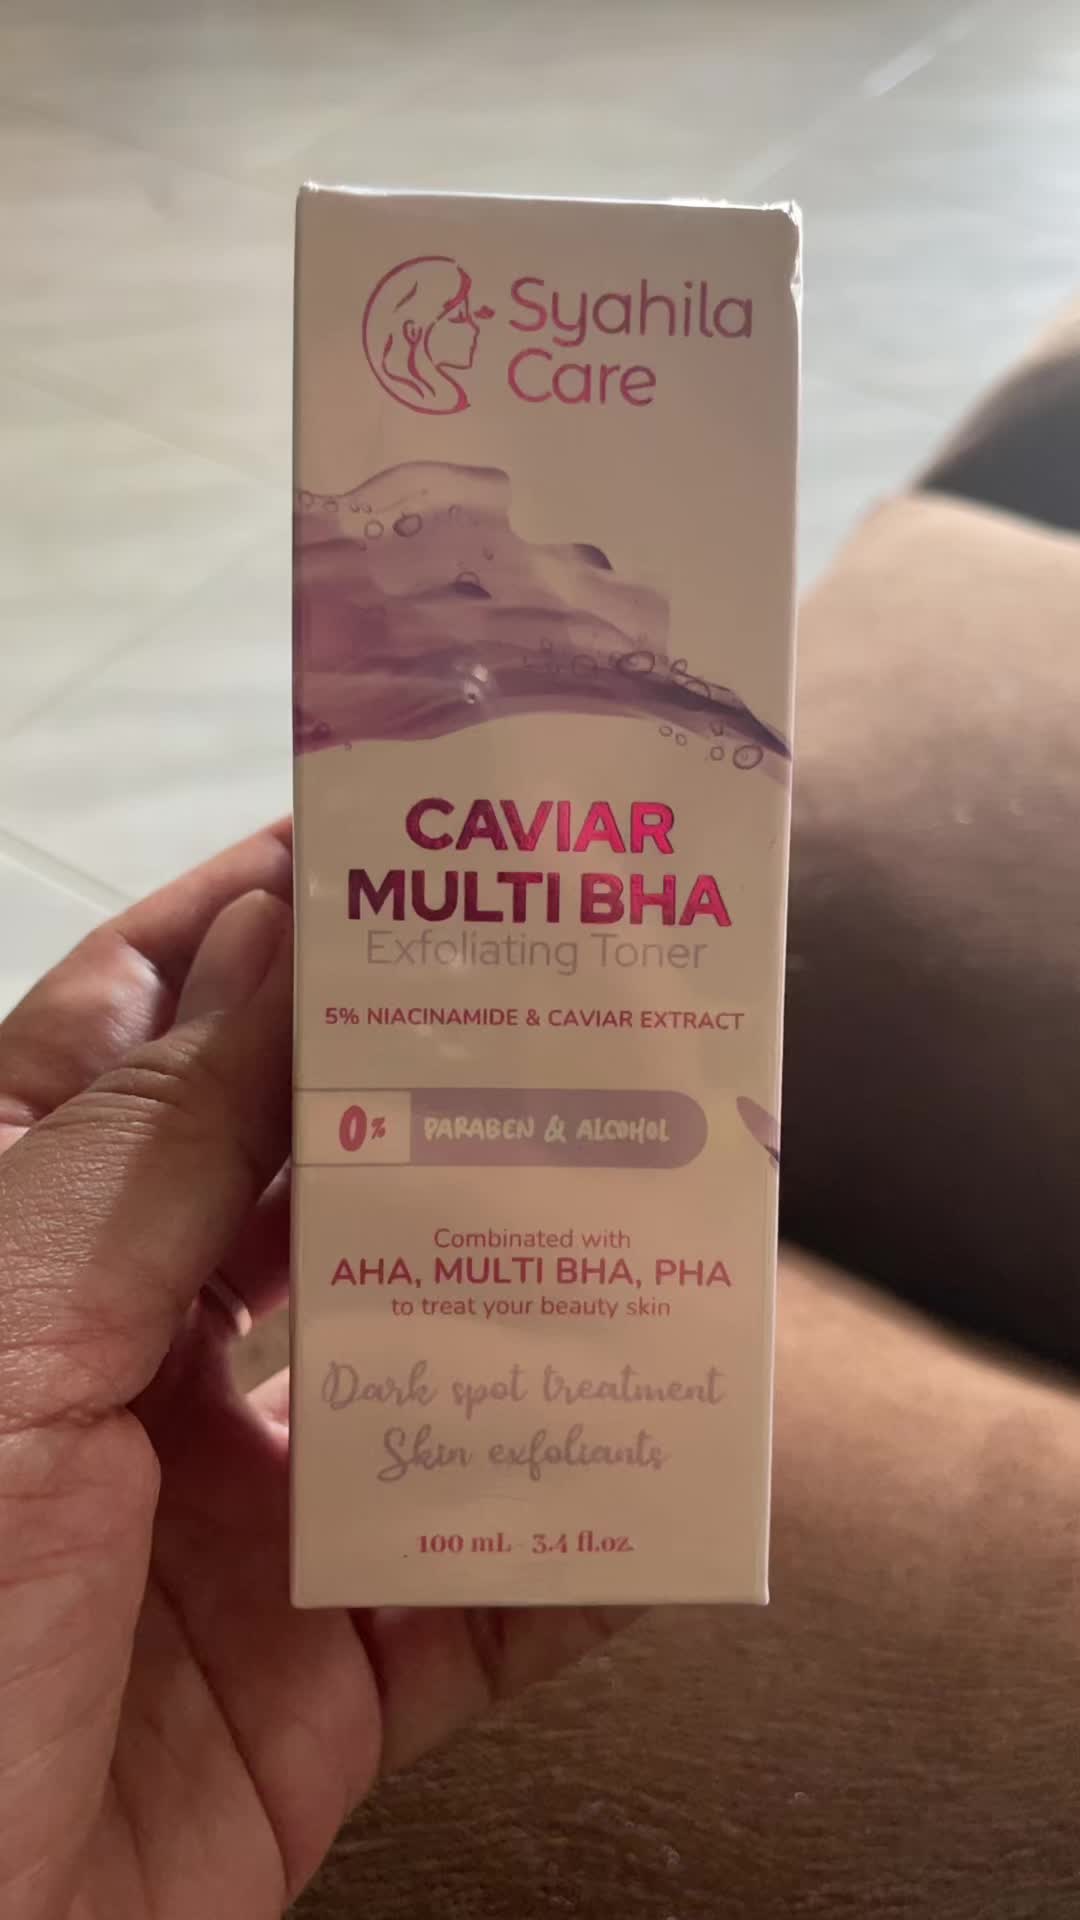 Syahila
Care
CAVIAR
MULTI BHA
Exfoliating Toner
5% NIACINAMIDE & CAVIAR EXTRACT
0% PARABEN & ALCOHOL
Combined with
AHA, MULTI BHA, PHA
to treat your beauty skin
Dark spot treatment
Skin exfoliants
100 mL - 3.4 fl.oz.